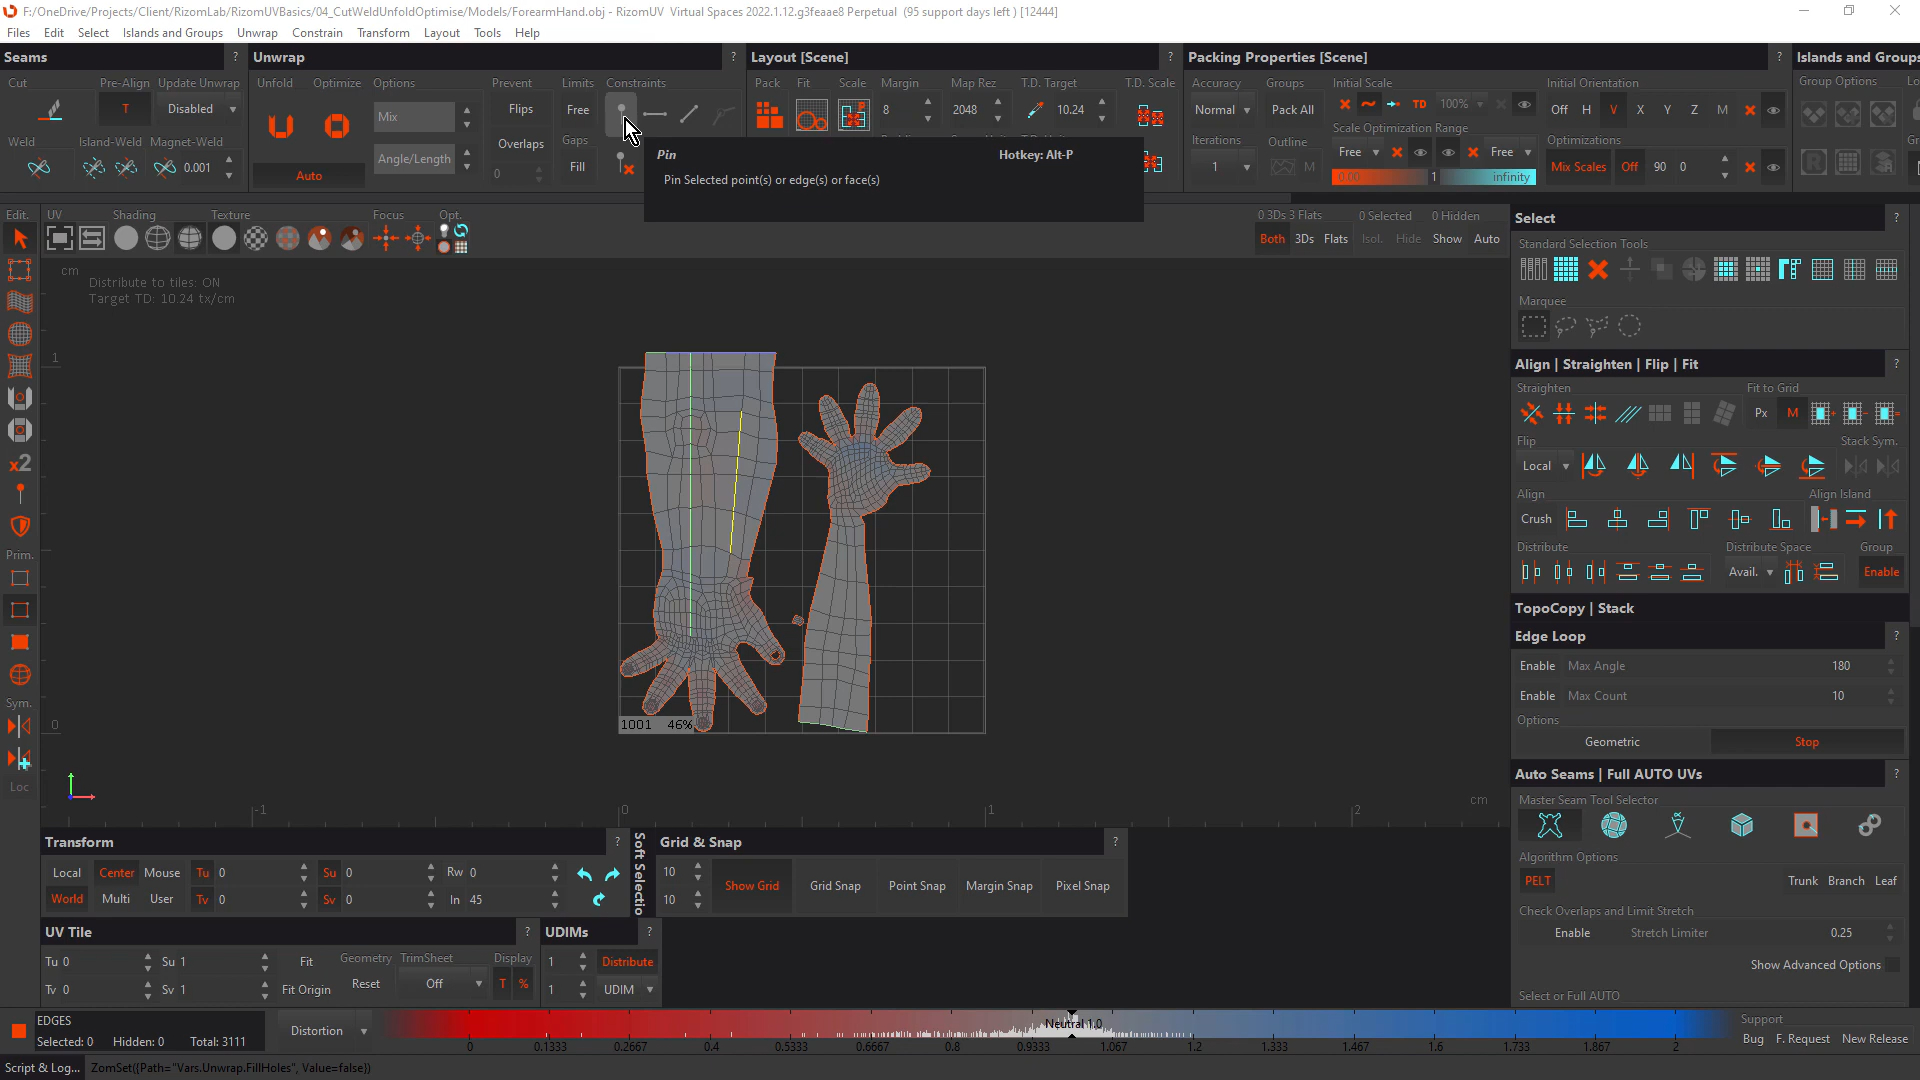 F:/OneDrive/Projects/Client/RizomLab/RizomUVBasics/04_CutWeldUnfoldOptimise/Models/ForearmHand.obj - RizomUV Virtual Spaces 2022.1.12.g3feaae8 Perpetual (95 support days left ) [12444]
Files Edit Select Islands and Groups Unwrap Constrain Transform Layout Tools Help
Seams ? Unwrap ? Layout [Scene] ? Packing Properties [Scene] ? Islands and Groups
Cut Pre-Align Update Unwrap Unfold Optimize Options Prevent Limits Constraints Pack Fit Scale Margin Map Rez T.D. Target T.D. Scale Accuracy Groups Initial Scale Initial Orientation Group Options
T Disabled Mix Flips Free 8 2048 10.24 Normal Pack All TD 100% Off H V X Y Z M
Weld Island-Weld Magnet-Weld Overlaps Gaps Iterations Outline Scale Optimization Range Optimizations
0.001 Auto Angle/Length 0 Fill 1 M Free Free Mix Scales Off 90 0
0.00 1 infinity
Pin Hotkey: Alt-P
Pin Selected point(s) or edge(s) or face(s)
Edit. UV Shading Texture Focus Opt. 0 3Ds 3 Flats 0 Selected 0 Hidden
Both 3Ds Flats Isol. Hide Show Auto
Select ?
Standard Selection Tools
Marquee
cm
Distribute to tiles: ON
Target TD: 10.24 tx/cm
1
0
1001 46%
-1 0 1 2 cm
x2
Prim.
Sym.
Loc
Align | Straighten | Flip | Fit ?
Straighten Fit to Grid
Px M
Flip Stack Sym.
Local
Align Align Island
Crush
Distribute Distribute Space Group
Avail. Enable
TopoCopy | Stack
Edge Loop ?
Enable Max Angle 180
Enable Max Count 10
Options
Geometric Stop
Auto Seams | Full AUTO UVs ?
Master Seam Tool Selector
Algorithm Options
PELT Trunk Branch Leaf
Check Overlaps and Limit Stretch
Enable Stretch Limiter 0.25
Show Advanced Options
Select or Full AUTO
Transform ? Soft Selectio Grid & Snap ?
Local Center Mouse Tu 0 Su 0 Rw 0 10
World Multi User Tv 0 Sv 0 In 45 10
Show Grid Grid Snap Point Snap Margin Snap Pixel Snap
UV Tile ? UDIMs ?
Tu 0 Su 1 Fit Geometry TrimSheet Display 1 Distribute
Tv 0 Sv 1 Fit Origin Reset Off T % 1 UDIM
EDGES
Selected: 0 Hidden: 0 Total: 3111
Distortion
Neutral 1.0
0 0.1333 0.2667 0.4 0.5333 0.6667 0.8 0.9333 1.067 1.2 1.333 1.467 1.6 1.733 1.867 2
Support
Bug F. Request New Release
Script & Log... ZomSet({Path="Vars.Unwrap.FillHoles", Value=false})